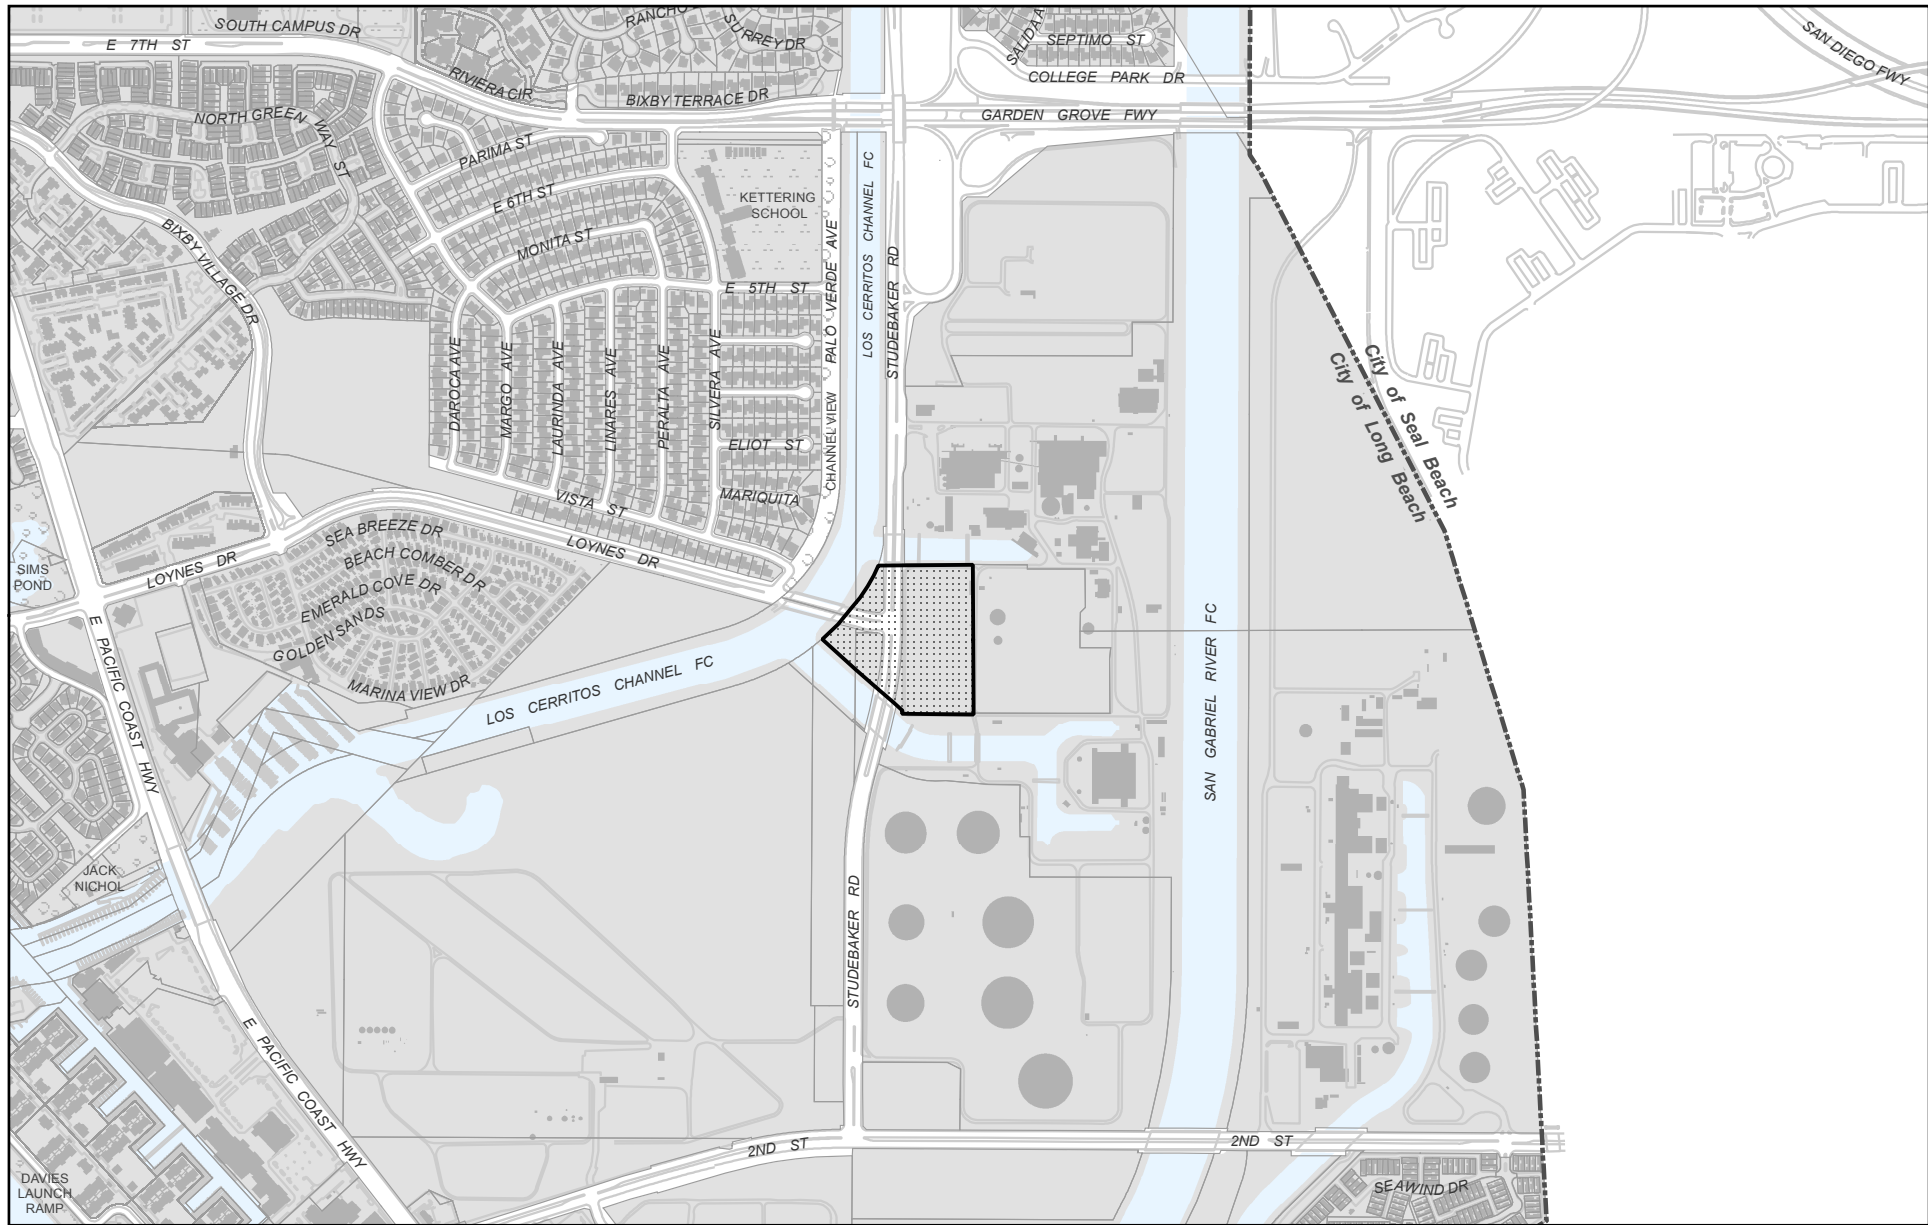 SOUTH CAMPUS DR
E 7TH ST
RANCHO
SURREY DR
SALIDA A
SEPTIMO ST
COLLEGE PARK DR
SAN DIEGO FWY
RIVIERA CIR
BIXBY TERRACE DR
GARDEN GROVE FWY
NORTH GREEN WAY ST
PARIMA ST
E 6TH ST
MONITA ST
KETTERING
SCHOOL
BIXBY VILLAGE DR
E 5TH ST
CHANNEL VIEW
PALO VERDE AVE
LOS CERRITOS CHANNEL FC
STUDEBAKER RD
DAROCA AVE
MARGO AVE
LAURINDA AVE
LINARES AVE
PERALTA AVE
SILVERA AVE
ELIOT ST
MARIQUITA
VISTA ST
City of Seal Beach
City of Long Beach
LOYNES DR
SEA BREEZE DR
BEACH COMBER DR
EMERALD COVE DR
GOLDEN SANDS
MARINA VIEW DR
LOYNES DR
SIMS
POND
E PACIFIC COAST HWY
LOS CERRITOS CHANNEL FC
SAN GABRIEL RIVER FC
JACK
NICHOL
STUDEBAKER RD
E PACIFIC COAST HWY
2ND ST
2ND ST
DAVIES
LAUNCH
RAMP
SEAWIND DR